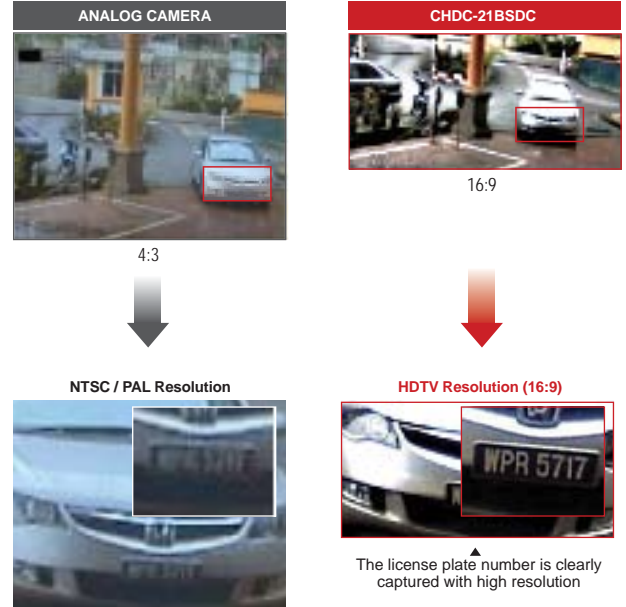 ANALOG CAMERA
CHDC-21BSDC
4:3
16:9
NTSC / PAL Resolution
HDTV Resolution (16:9)
WPR 5717
The license plate number is clearly
captured with high resolution